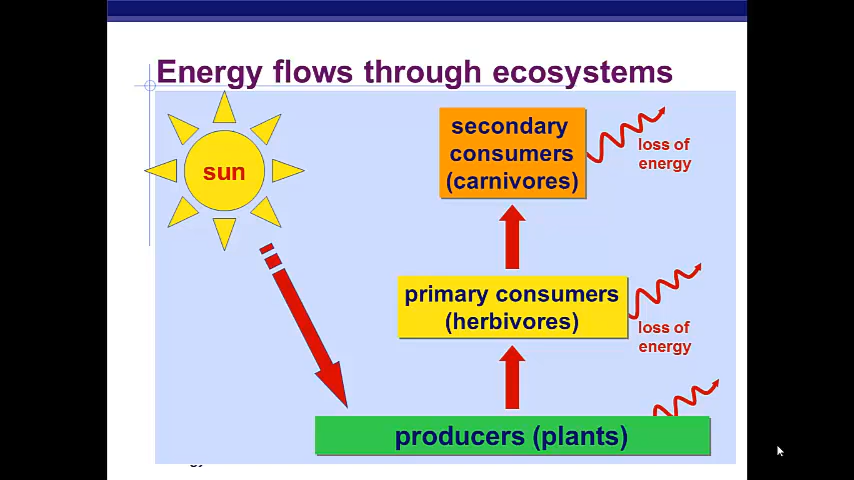 Energy flows through ecosystems
sun
secondary
consumers
(carnivores)
loss of
energy
primary consumers
(herbivores)
loss of
energy
producers (plants)